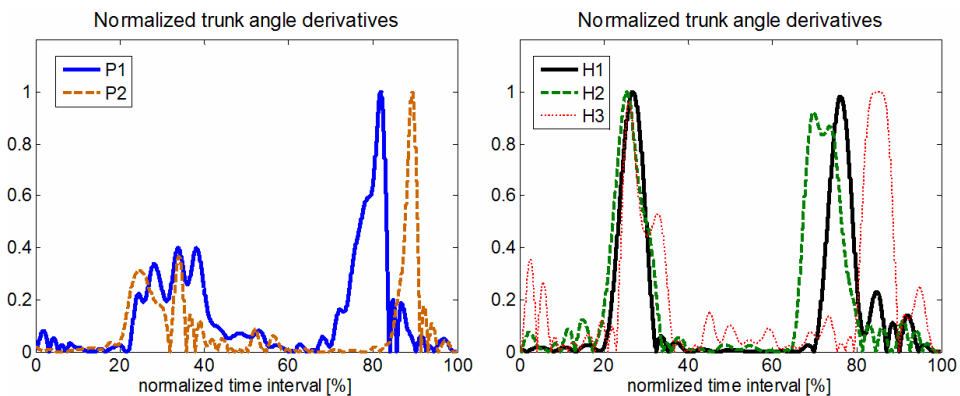 Normalized trunk angle derivatives
P1
P2
1
0.8
0.6
0.4
0.2
0
0 20 40 60 80 100
normalized time interval [%]
Normalized trunk angle derivatives
H1
H2
H3
1
0.8
0.6
0.4
0.2
0
0 20 40 60 80 100
normlized time interval [%]